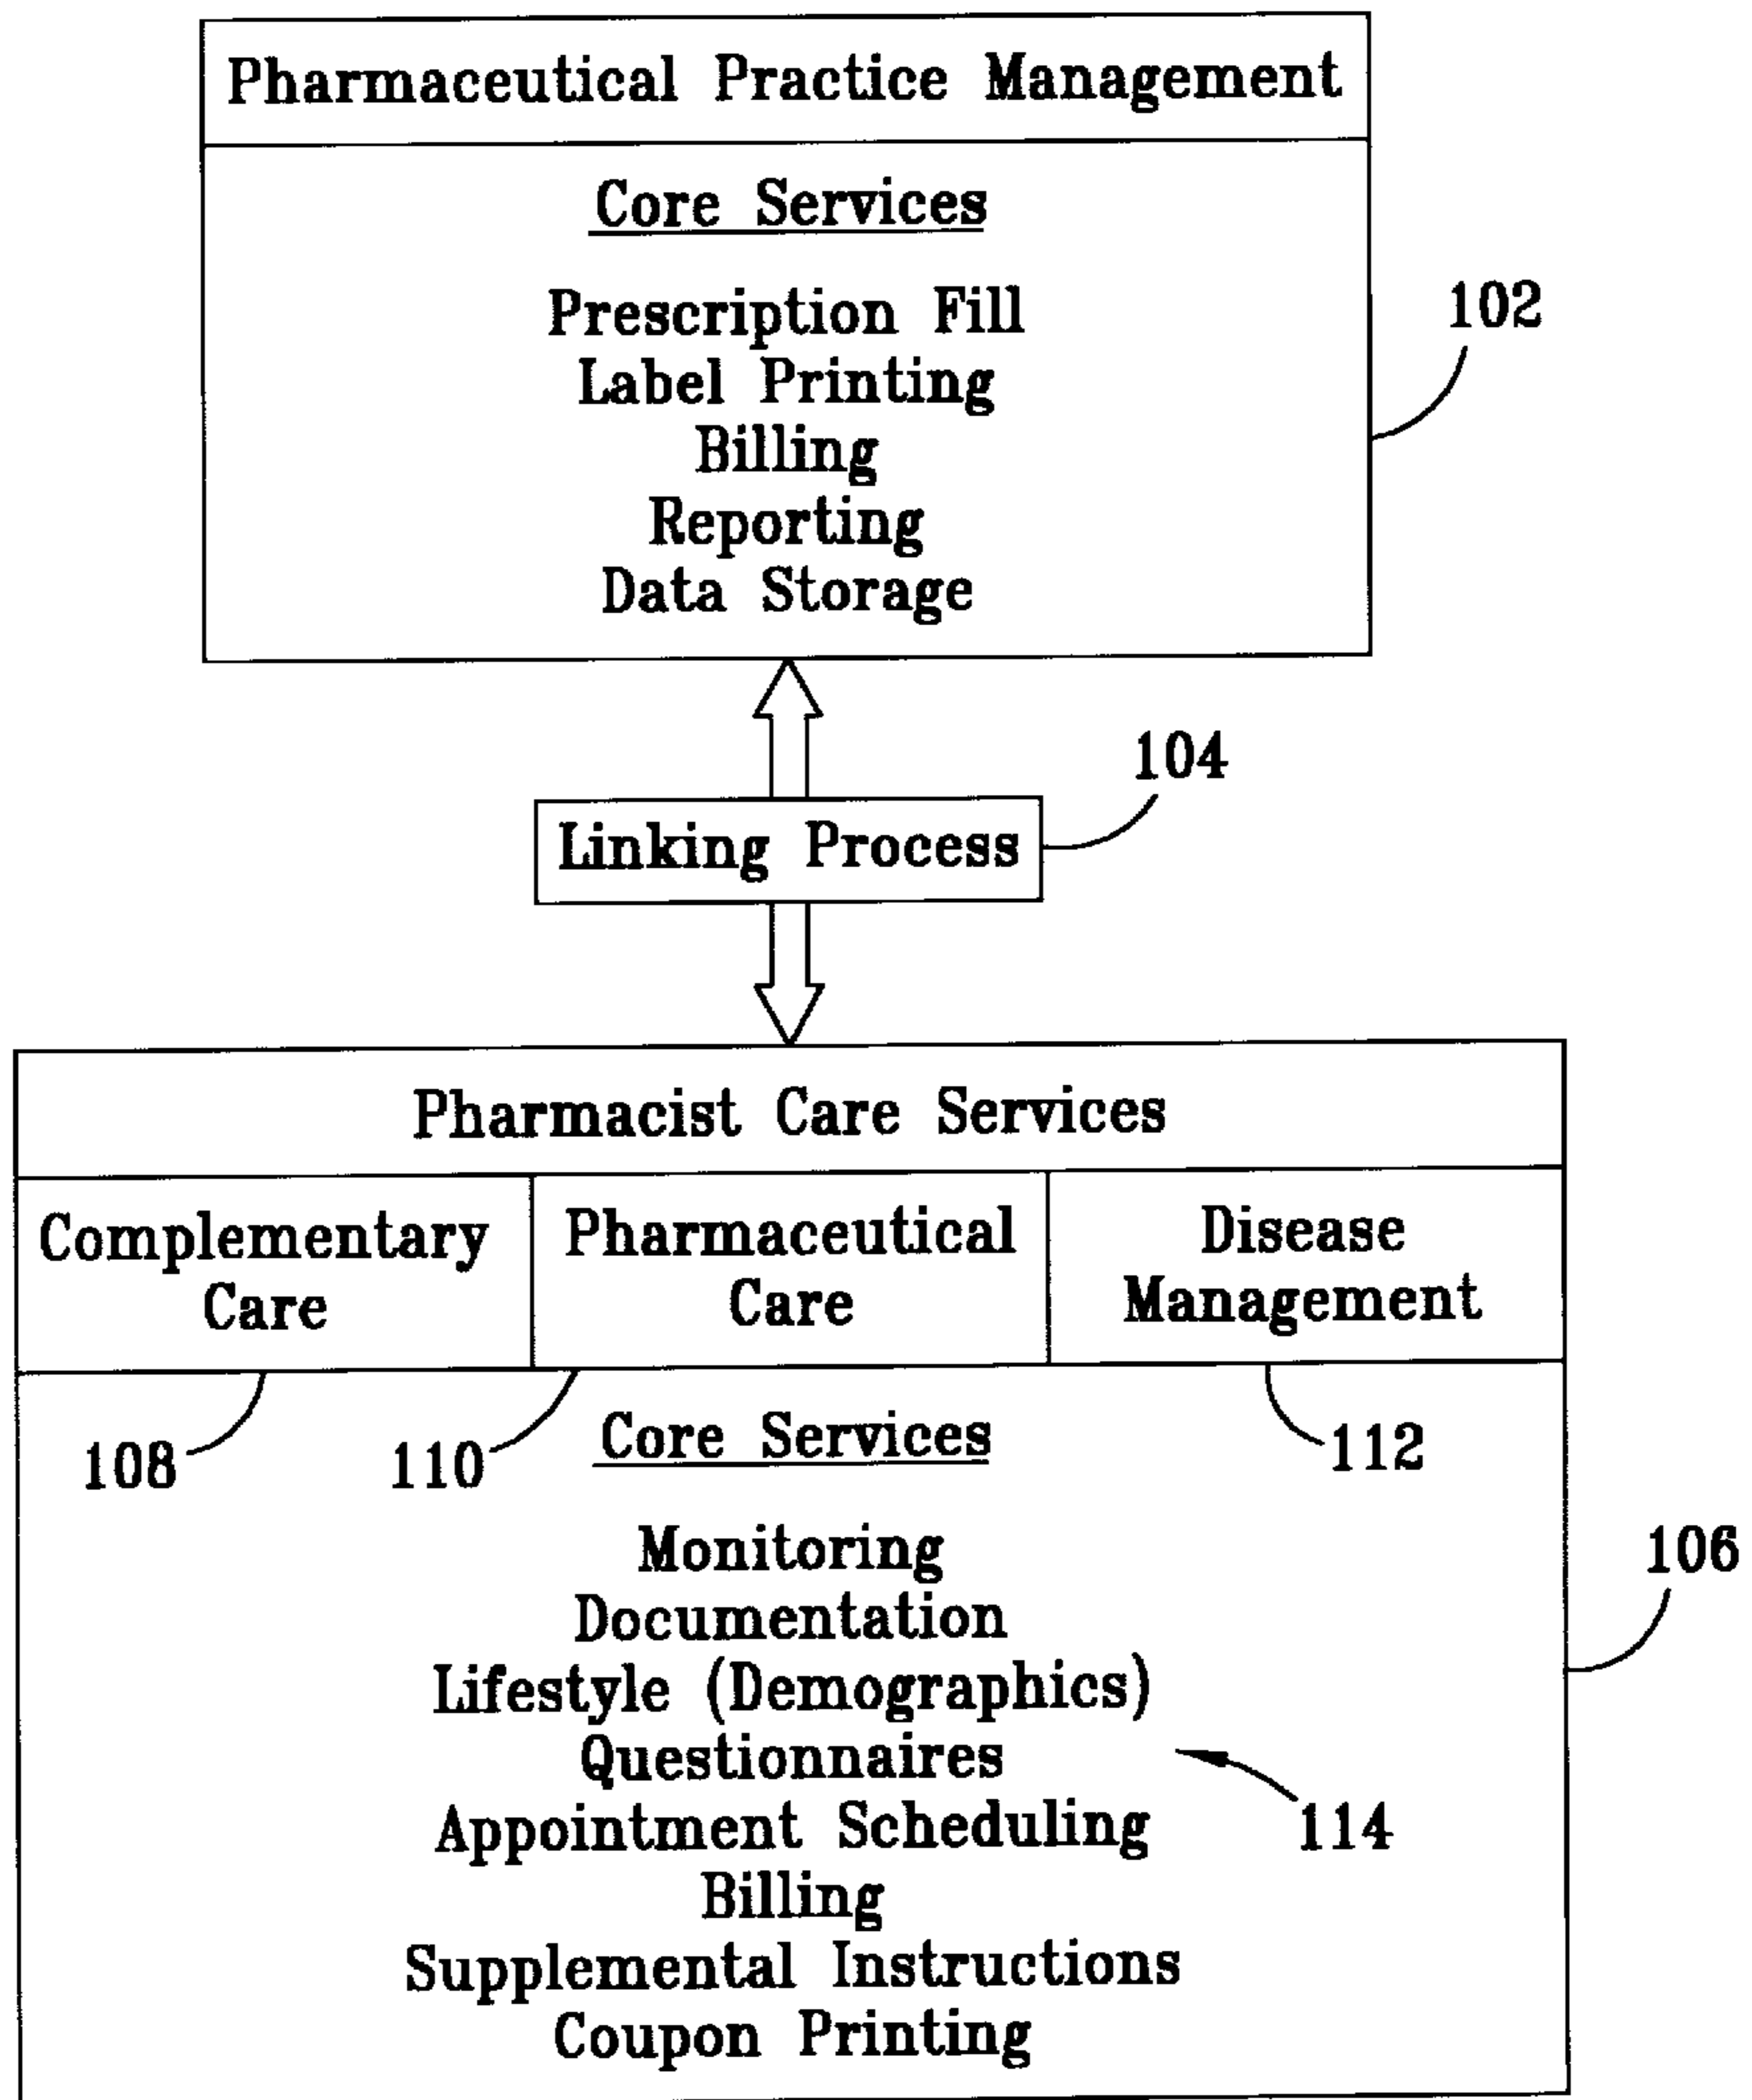 Pharmaceutical Practice Management
Core Services
Prescription Fill
102
Label Printing
Billing
Reporting
Data Storage
104
Linking Process
Pharmacist Care Services
Complementary
Care
Pharmaceutical
Care
Disease
Management
108
110
Core Services
112
Monitoring
106
Documentation
Lifestyle (Demographics)
Questionnaires
Appointment Scheduling
114
Billing
Supplemental Instructions
Coupon Printing